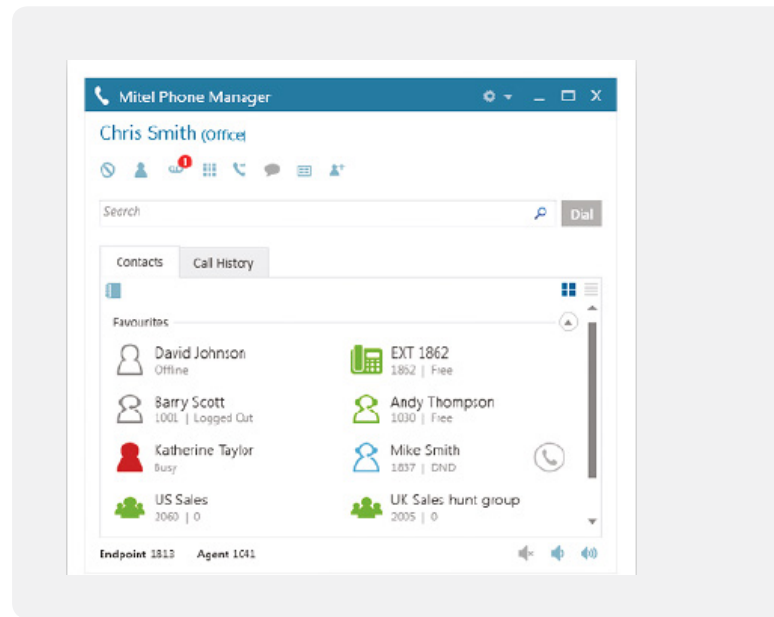 Mitel Phone Manager
Chris Smith (Office)
1
Search
Dial
Contacts
Call History
Favourites
David Johnson
Offline
EXT 1862
1862 | Free
Barry Scott
1001 | Logged Out
Andy Thompson
1030 | Free
Katherine Taylor
Busy
Mike Smith
1837 | DND
US Sales
2060 | 0
UK Sales hunt group
2005 | 0
Endpoint 1813
Agent 1041